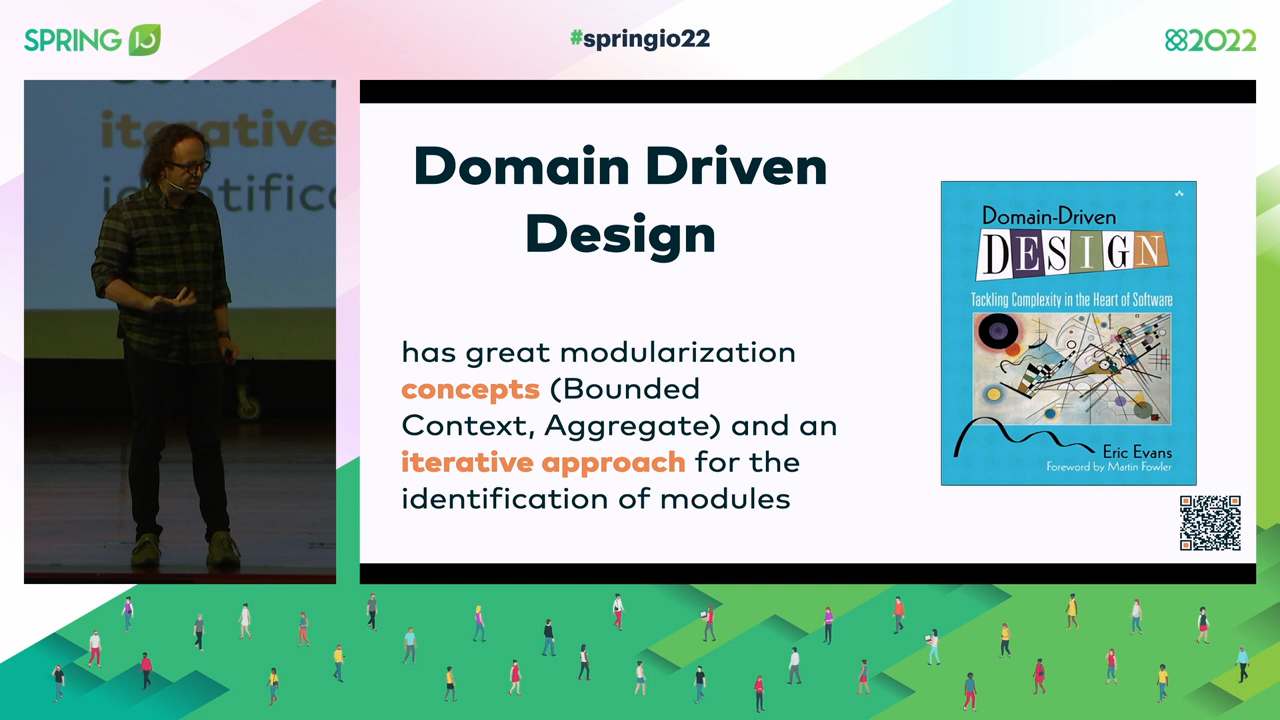 SPRING IO
#springio22
2022
iterative
identific
Domain Driven
Design
has great modularization
concepts (Bounded
Context, Aggregate) and an
iterative approach for the
identification of modules
Domain-Driven
DESIGN
Tackling Complexity in the Heart of Software
Eric Evans
Foreword by Martin Fowler